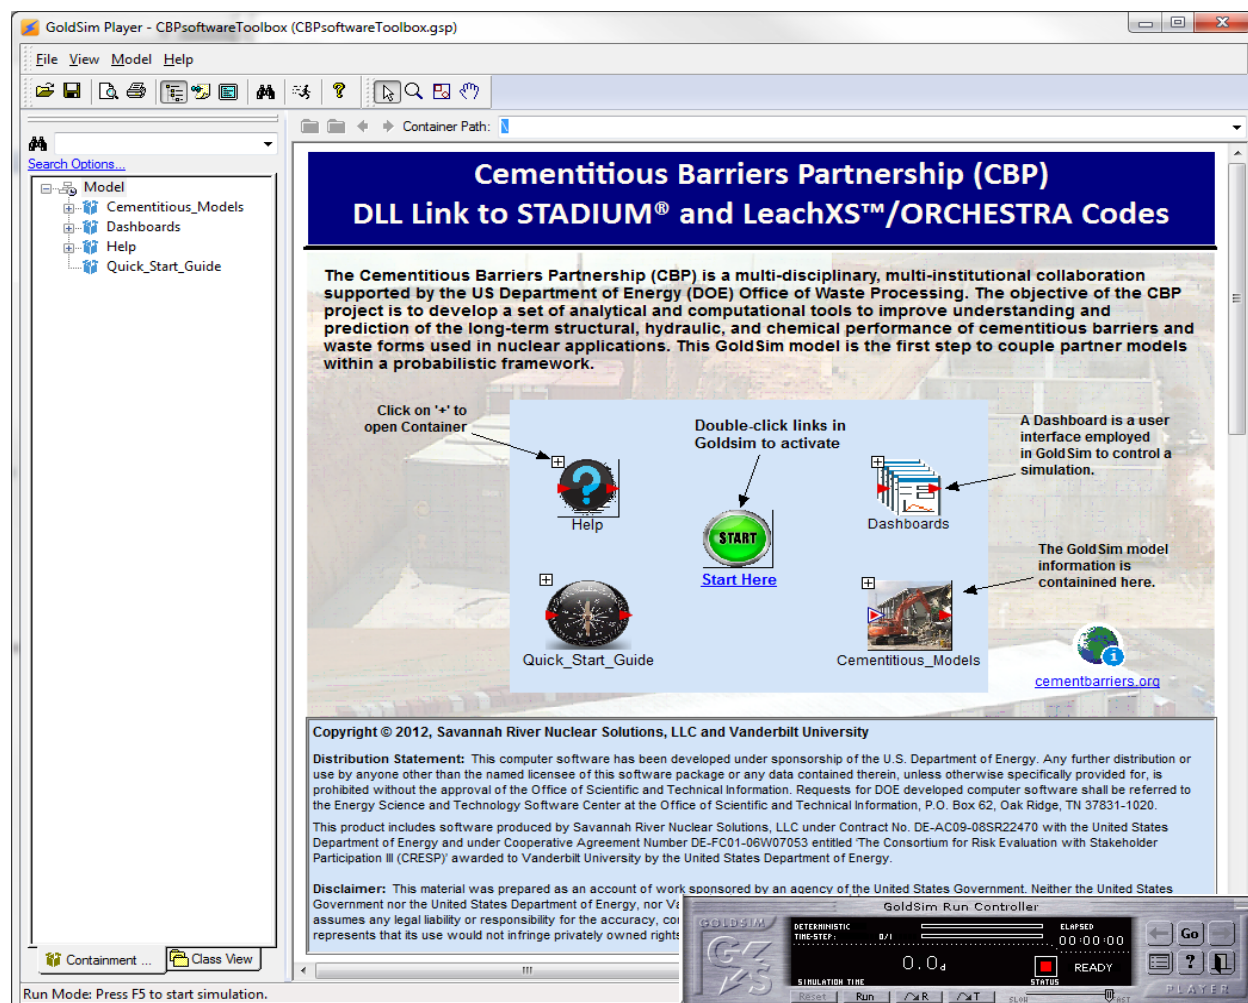 GoldSim Player - CBPsoftwareToolbox (CBPsoftwareToolbox.gsp)
File View Model Help
Container Path: \
Search Options...
Model
Cementitious_Models
Dashboards
Help
Quick_Start_Guide
Cementitious Barriers Partnership (CBP)
DLL Link to STADIUM® and LeachXS™/ORCHESTRA Codes
The Cementitious Barriers Partnership (CBP) is a multi-disciplinary, multi-institutional collaboration
supported by the US Department of Energy (DOE) Office of Waste Processing. The objective of the CBP
project is to develop a set of analytical and computational tools to improve understanding and
prediction of the long-term structural, hydraulic, and chemical performance of cementitious barriers and
waste forms used in nuclear applications. This GoldSim model is the first step to couple partner models
within a probabilistic framework.
Click on '+' to
open Container
Double-click links in
Goldsim to activate
A Dashboard is a user
interface employed
in GoldSim to control a
simulation.
Help
START
Start Here
Dashboards
The GoldSim model
information is
containined here.
Quick_Start_Guide
Cementitious_Models
cementbarriers.org
Copyright © 2012, Savannah River Nuclear Solutions, LLC and Vanderbilt University
Distribution Statement: This computer software has been developed under sponsorship of the U.S. Department of Energy. Any further distribution or
use by anyone other than the named licensee of this software package or any data contained therein, unless otherwise specifically provided for, is
prohibited without the approval of the Office of Scientific and Technical Information. Requests for DOE developed computer software shall be referred to
the Energy Science and Technology Software Center at the Office of Scientific and Technical Information, P.O. Box 62, Oak Ridge, TN 37831-1020.
This product includes software produced by Savannah River Nuclear Solutions, LLC under Contract No. DE-AC09-08SR22470 with the United States
Department of Energy and under Cooperative Agreement Number DE-FC01-06W07053 entitled 'The Consortium for Risk Evaluation with Stakeholder
Participation III (CRESP)' awarded to Vanderbilt University by the United States Department of Energy.
Disclaimer: This material was prepared as an account of work sponsored by an agency of the United States Government. Neither the United States
Government nor the United States Department of Energy, nor
assumes any legal liability or responsibility for the accuracy,
represents that its use would not infringe privately owned rights
GoldSim Run Controller
GOLDSIM
DETERMINISTIC
TIME-STEP: 0/1
ELAPSED
00:00:00
0.0d
READY
SIMULATION TIME
STATUS
Go
?
Reset Run R T SLOW FAST
PLAYER
Containment ... Class View
Run Mode: Press F5 to start simulation.